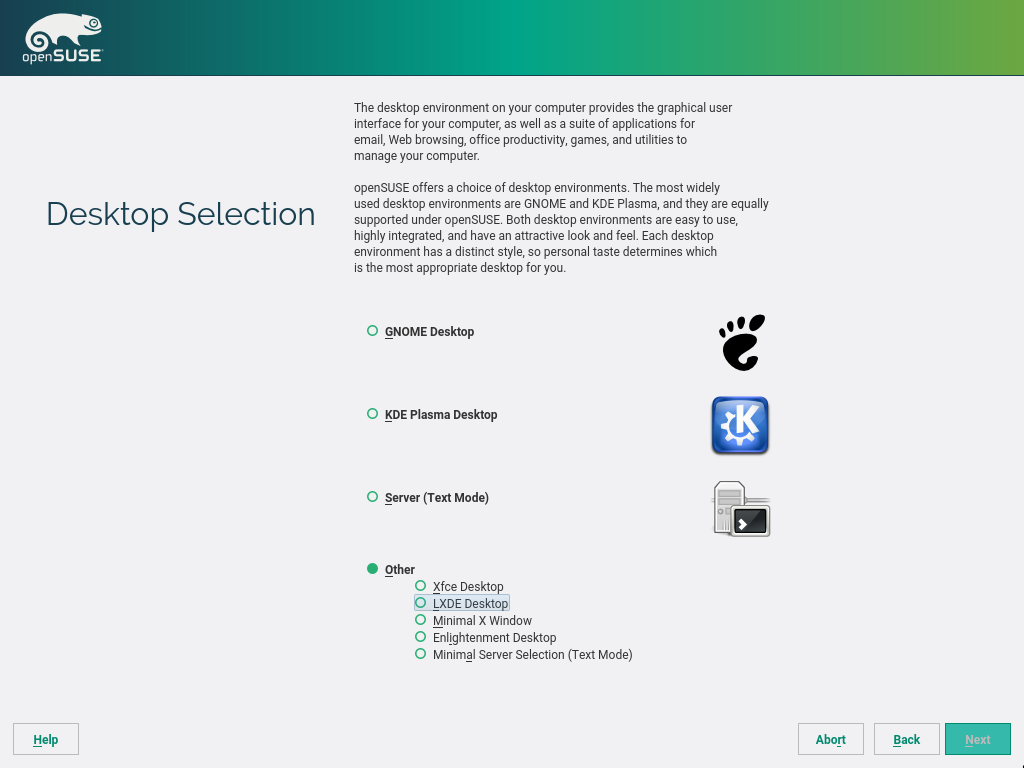 openSUSE
The desktop environment on your computer provides the graphical user
interface for your computer, as well as a suite of applications for
email, Web browsing, office productivity, games, and utilities to
manage your computer.
openSUSE offers a choice of desktop environments. The most widely
used desktop environments are GNOME and KDE Plasma, and they are equally
supported under openSUSE. Both desktop environments are easy to use,
highly integrated, and have an attractive look and feel. Each desktop
environment has a distinct style, so personal taste determines which
is the most appropriate desktop for you.
Desktop Selection
GNOME Desktop
KDE Plasma Desktop
K
Server (Text Mode)
Other
Xfce Desktop
LXDE Desktop
Minimal X Window
Enlightenment Desktop
Minimal Server Selection (Text Mode)
Help
Abort
Back
Next